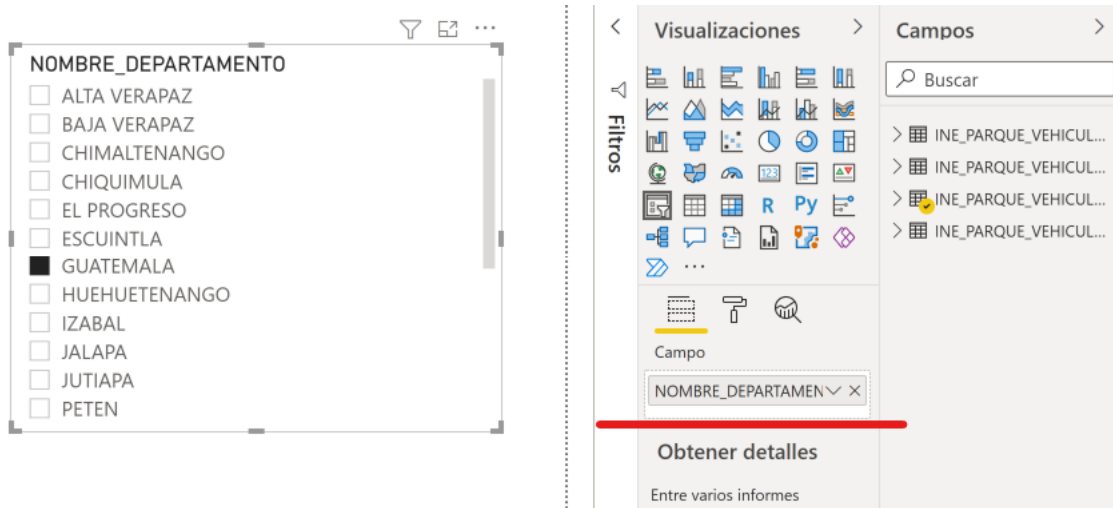 NOMBRE_DEPARTAMENTO
ALTA VERAPAZ
BAJA VERAPAZ
CHIMALTENANGO
CHIQUIMULA
EL PROGRESO
ESCUINTLA
GUATEMALA
HUEHUETENANGO
IZABAL
JALAPA
JUTIAPA
PETEN
Filtros
Visualizaciones
123
R Py
Campo
NOMBRE_DEPARTAMEN
Obtener detalles
Entre varios informes
Campos
Buscar
INE_PARQUE_VEHICUL...
INE_PARQUE_VEHICUL...
INE_PARQUE_VEHICUL...
INE_PARQUE_VEHICUL...